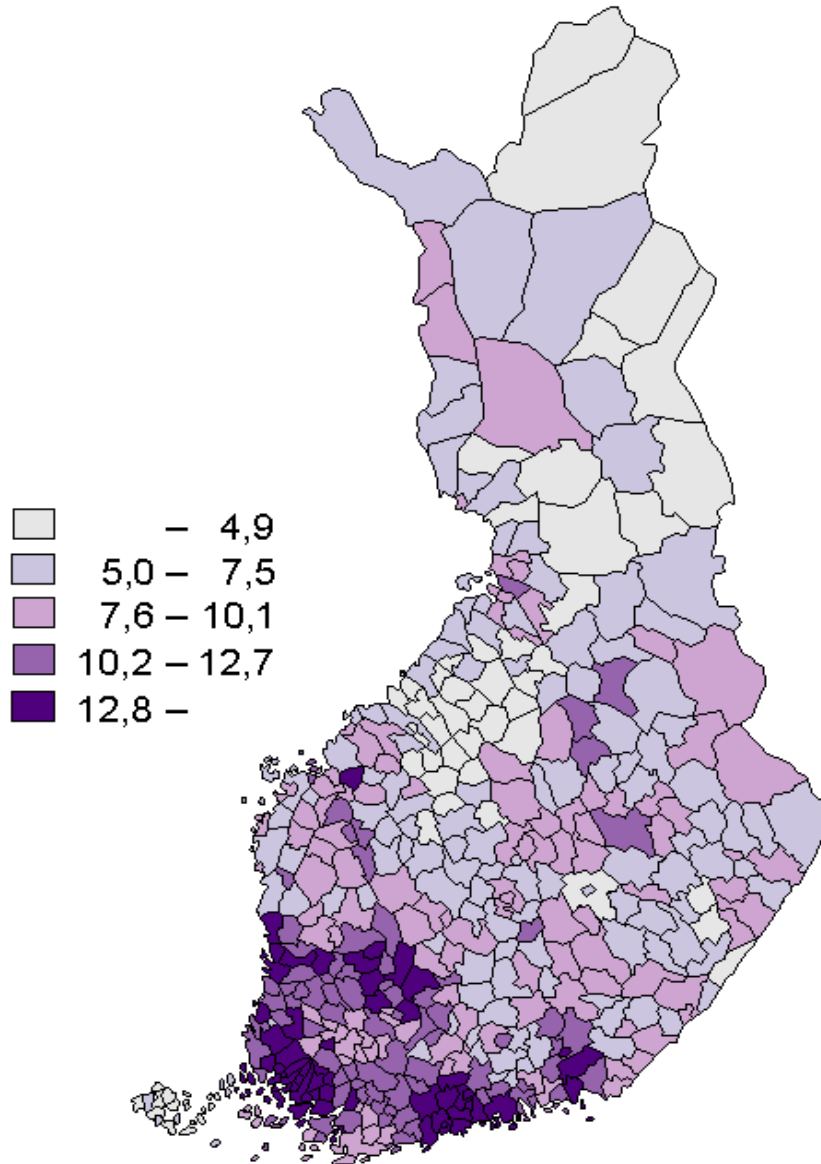 – 4,9
5,0 – 7,5
7,6 – 10,1
10,2 – 12,7
12,8 –